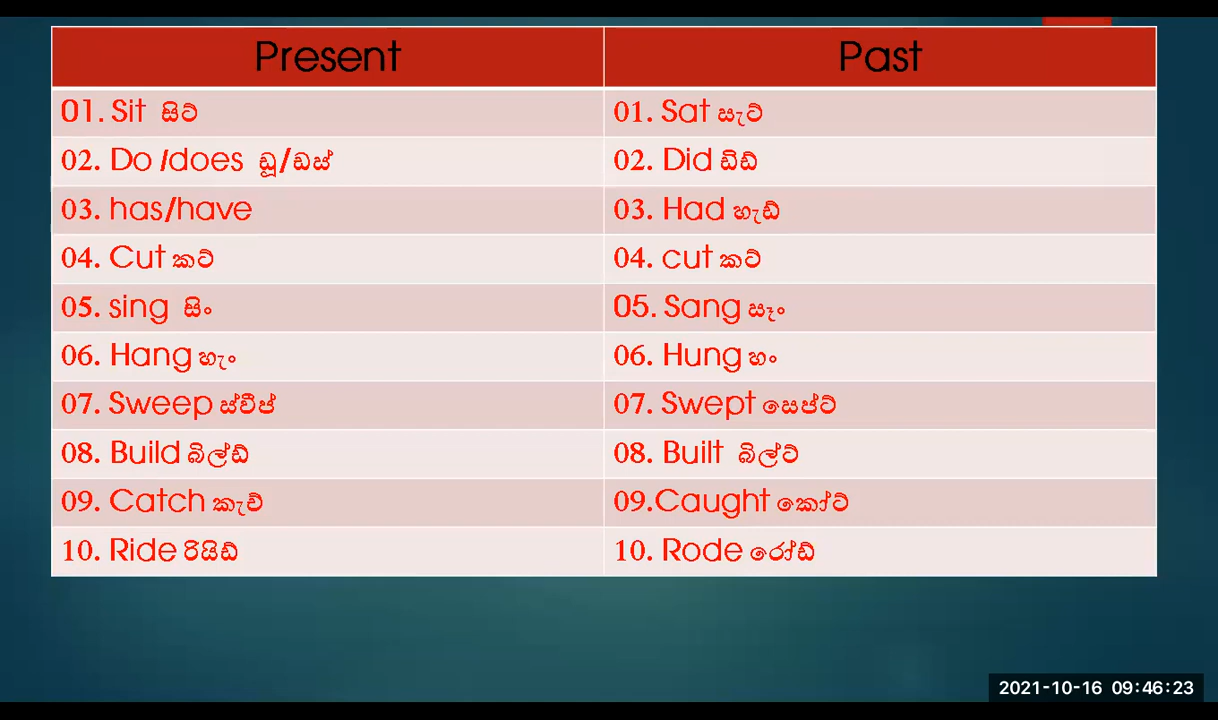 Present Past
01. Sit සිට් 01. Sat සැට්
02. Do /does ඩූ/ඩස් 02. Did ඩිඩ්
03. has/have 03. Had හැඩ්
04. Cut කට් 04. cut කට්
05. sing සිං 05. Sang සෑං
06. Hang හැං 06. Hung හං
07. Sweep ස්වීප් 07. Swept සෙප්ට්
08. Build බිල්ඩ් 08. Built බිල්ට්
09. Catch කැච් 09.Caught කෝට්
10. Ride රියිඩ් 10. Rode රෝඩ්
2021-10-16 09:46:23